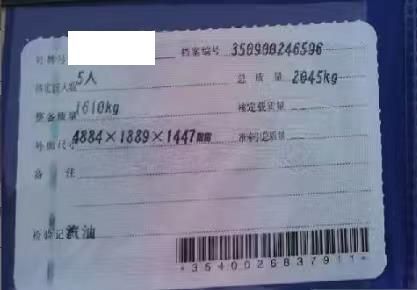 号牌号 档案编号 350900246596
核定载人数 5人 总质量 2045kg
整备质量 1610kg 核定载质量
外廓尺寸 4884×1889×1447 准牵引总质量
备注
检验记 汽油
*3540026837911*